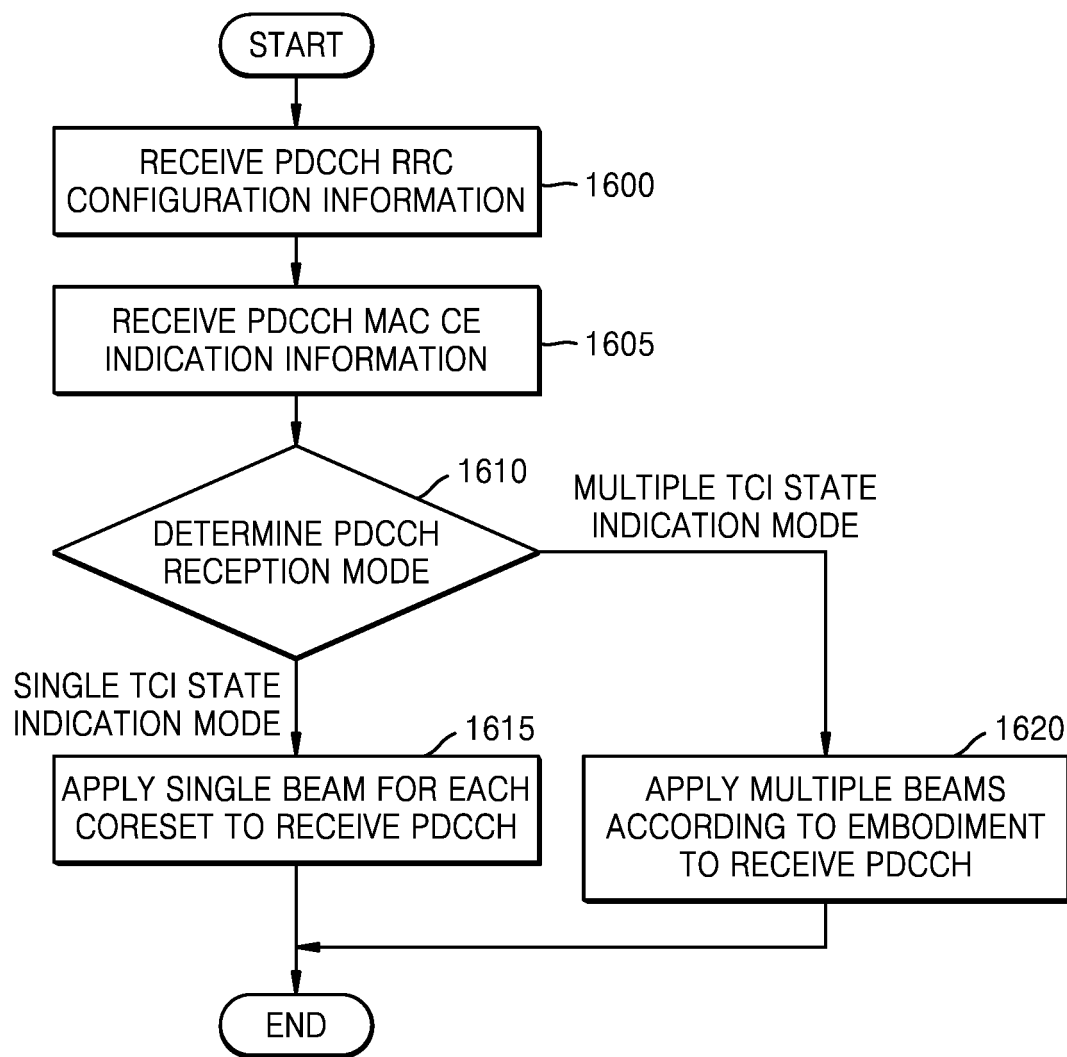 START
RECEIVE PDCCH RRC
CONFIGURATION INFORMATION
1600
RECEIVE PDCCH MAC CE
INDICATION INFORMATION
1605
1610
DETERMINE PDCCH
RECEPTION MODE
MULTIPLE TCI STATE
INDICATION MODE
SINGLE TCI STATE
INDICATION MODE
1615
APPLY SINGLE BEAM FOR EACH
CORESET TO RECEIVE PDCCH
1620
APPLY MULTIPLE BEAMS
ACCORDING TO EMBODIMENT
TO RECEIVE PDCCH
END